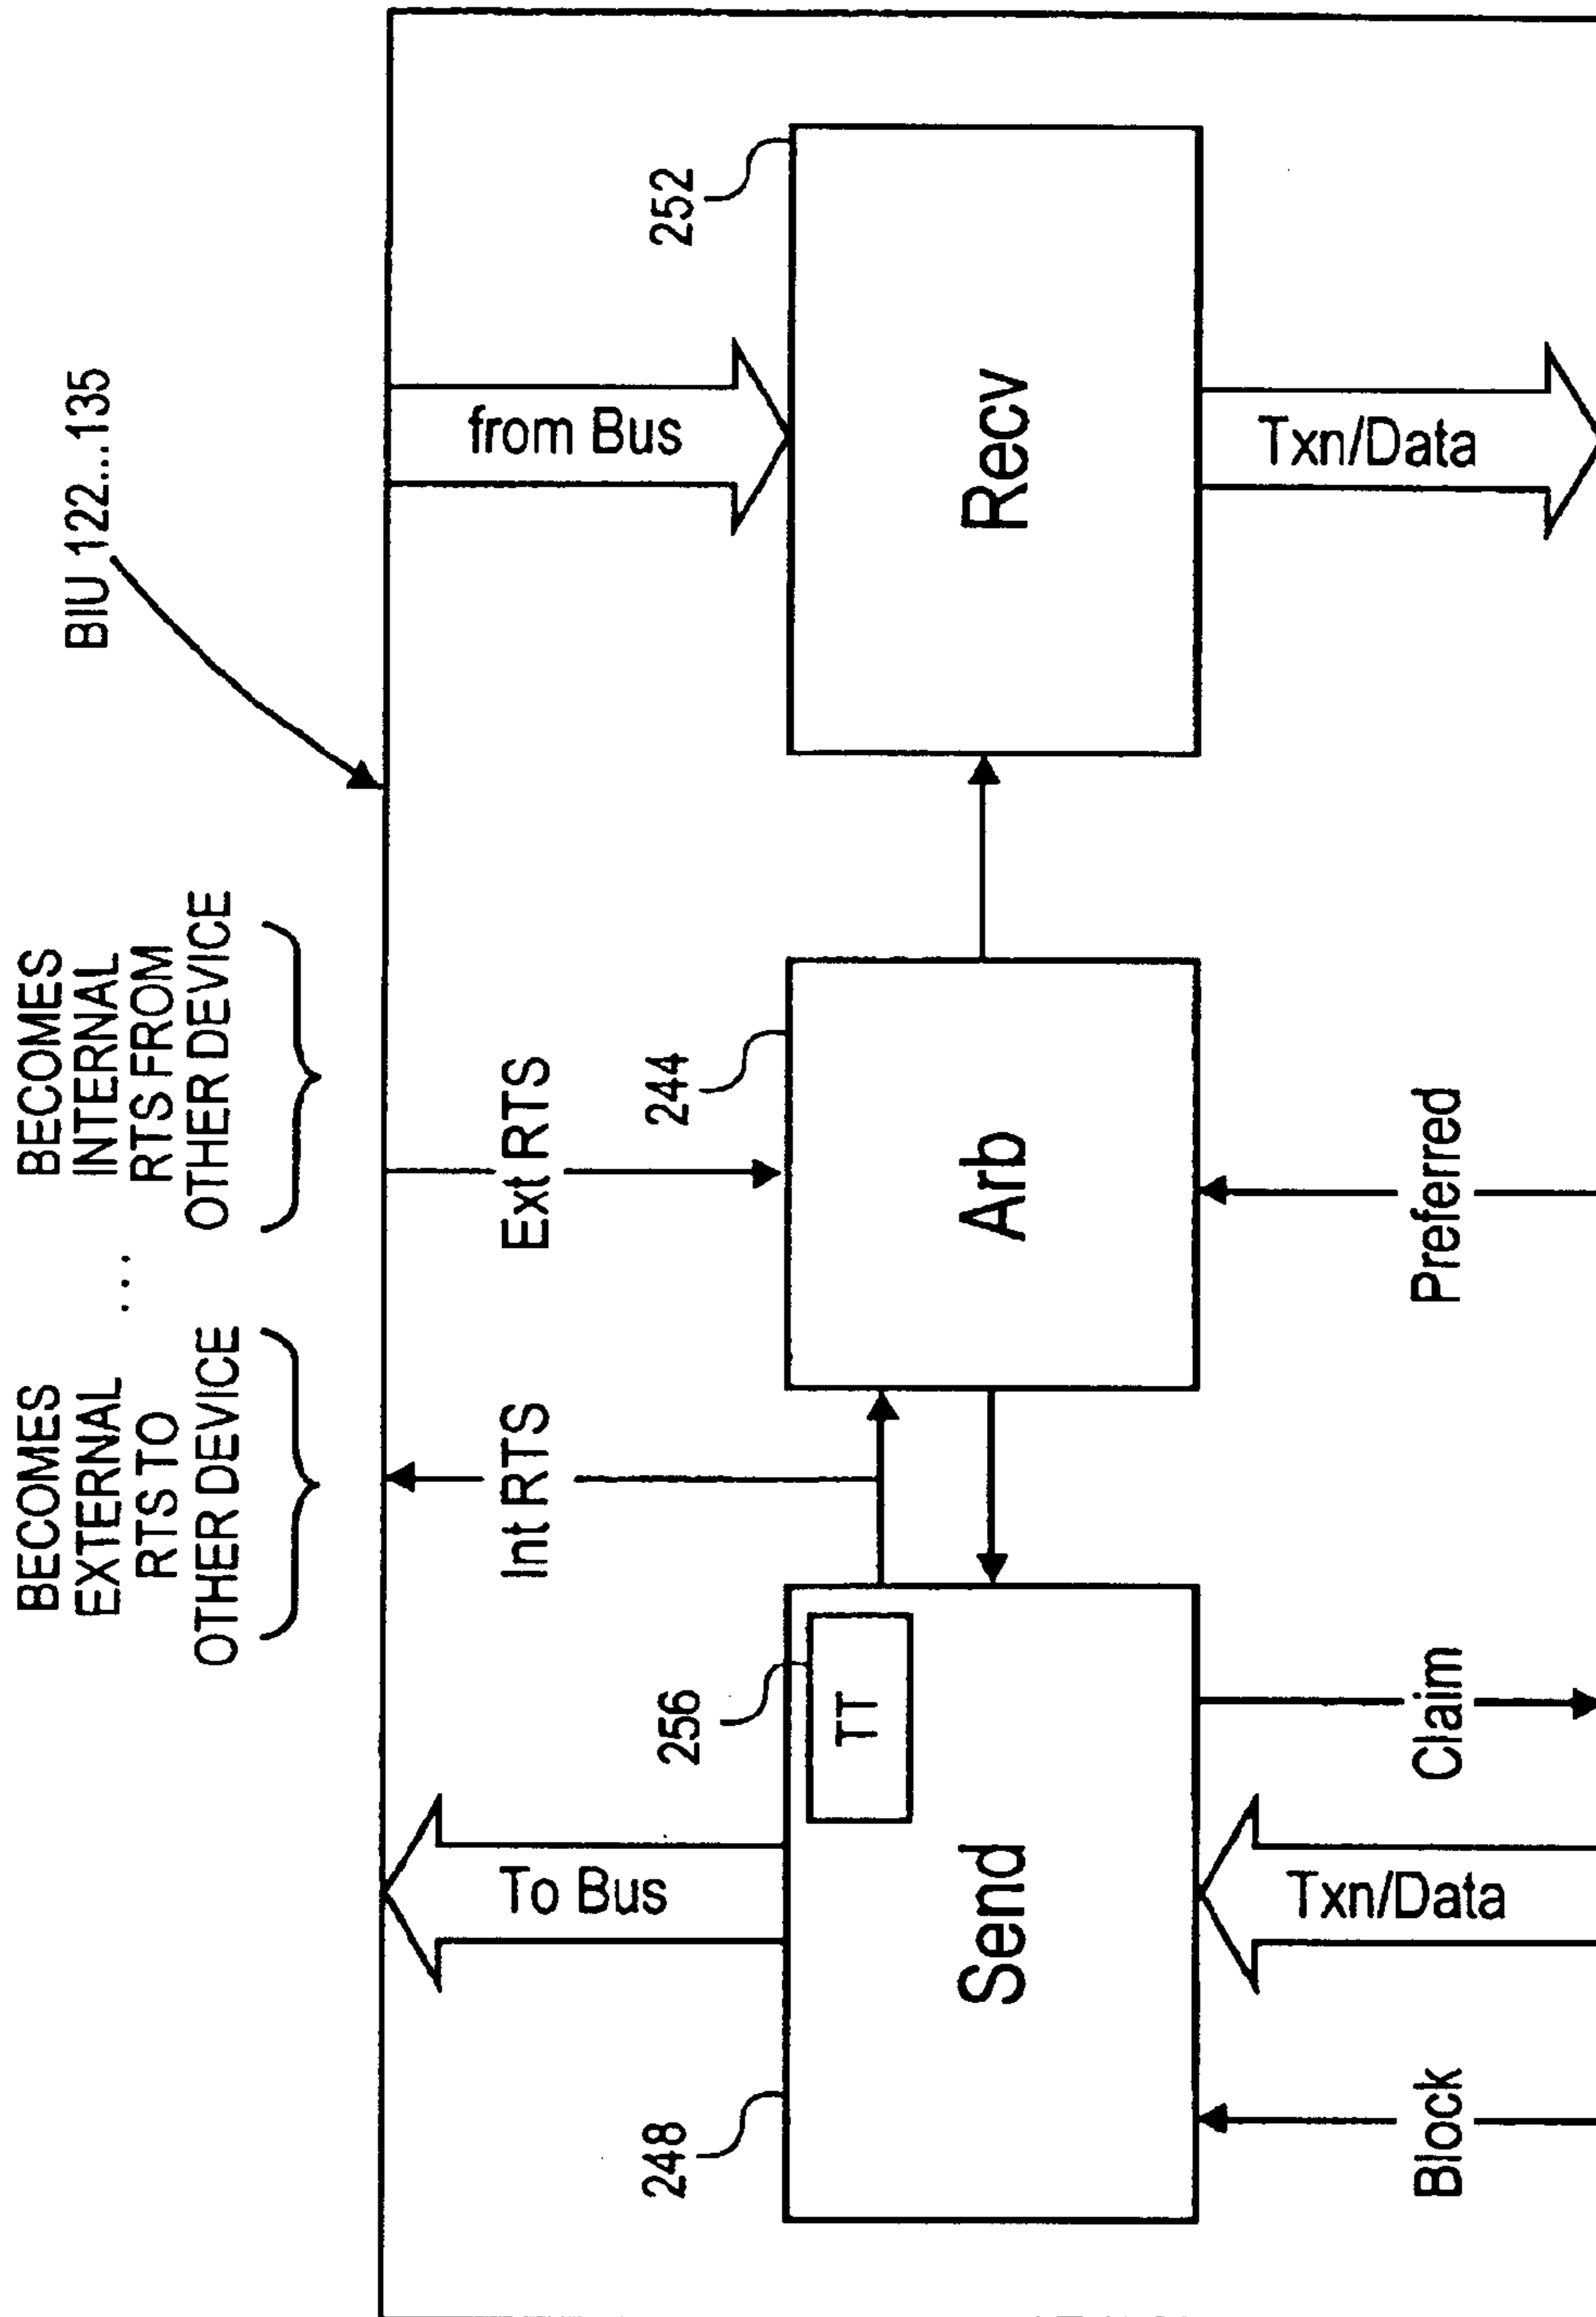 BECOMES
EXTERNAL
RTS TO
OTHER DEVICE
...
BECOMES
INTERNAL
RTS FROM
OTHER DEVICE
BIU 122...135
To Bus
Int RTS
Ext RTS
from Bus
248
256
244
252
TT
Send
Arb
Recv
Block
Txn/Data
Claim
Preferred
Txn/Data